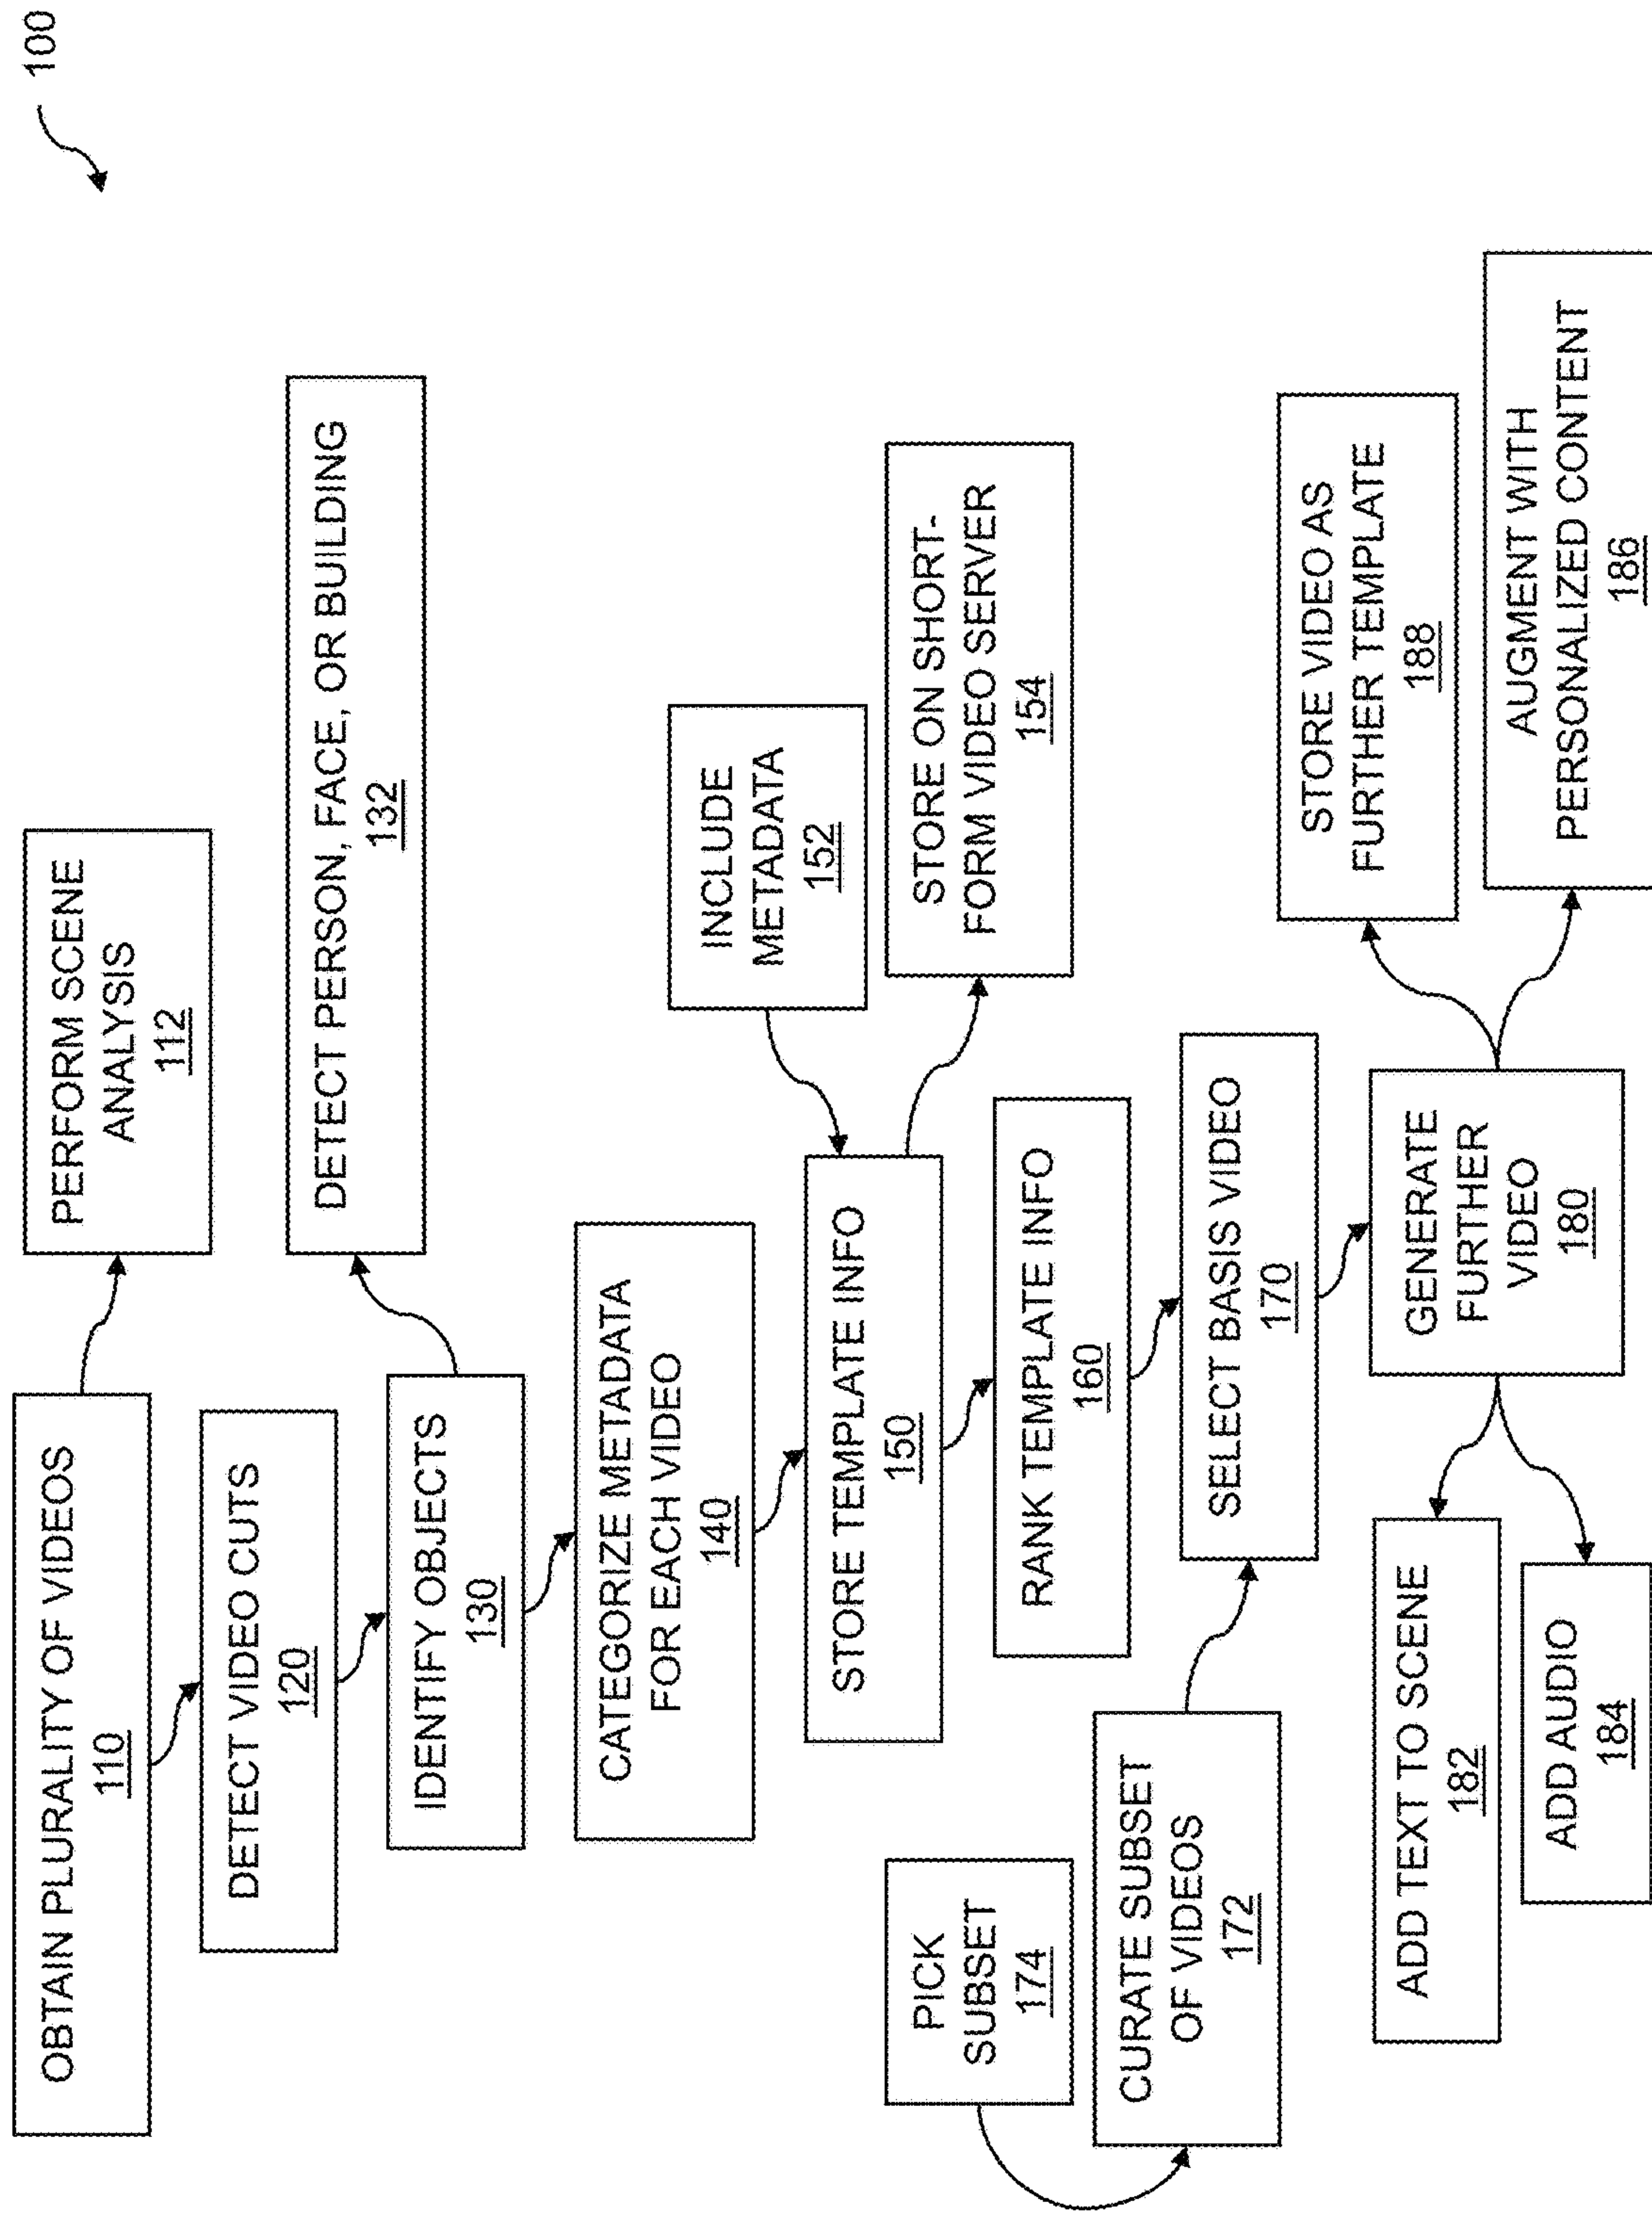 100
OBTAIN PLURALITY OF VIDEOS
110
PERFORM SCENE
ANALYSIS
112
DETECT VIDEO CUTS
120
IDENTIFY OBJECTS
130
DETECT PERSON, FACE, OR BUILDING
132
CATEGORIZE METADATA
FOR EACH VIDEO
140
INCLUDE
METADATA
152
STORE TEMPLATE INFO
150
STORE ON SHORT-
FORM VIDEO SERVER
154
RANK TEMPLATE INFO
160
PICK
SUBSET
174
CURATE SUBSET
OF VIDEOS
172
SELECT BASIS VIDEO
170
GENERATE
FURTHER
VIDEO
180
ADD TEXT TO SCENE
182
ADD AUDIO
184
STORE VIDEO AS
FURTHER TEMPLATE
188
AUGMENT WITH
PERSONALIZED CONTENT
186